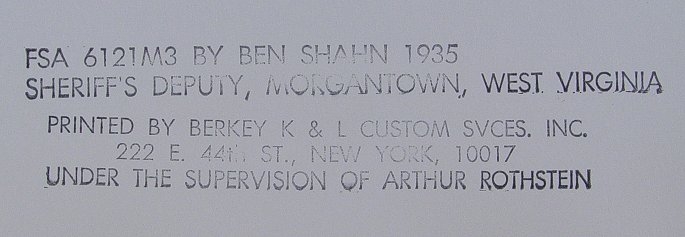 FSA 6121M3 BY BEN SHAHN 1935
SHERIFF'S DEPUTY, MORGANTOWN, WEST VIRGINIA
PRINTED BY BERKEY K & L CUSTOM SVCES. INC.
222 E. 44th ST., NEW YORK, 10017
UNDER THE SUPERVISION OF ARTHUR ROTHSTEIN